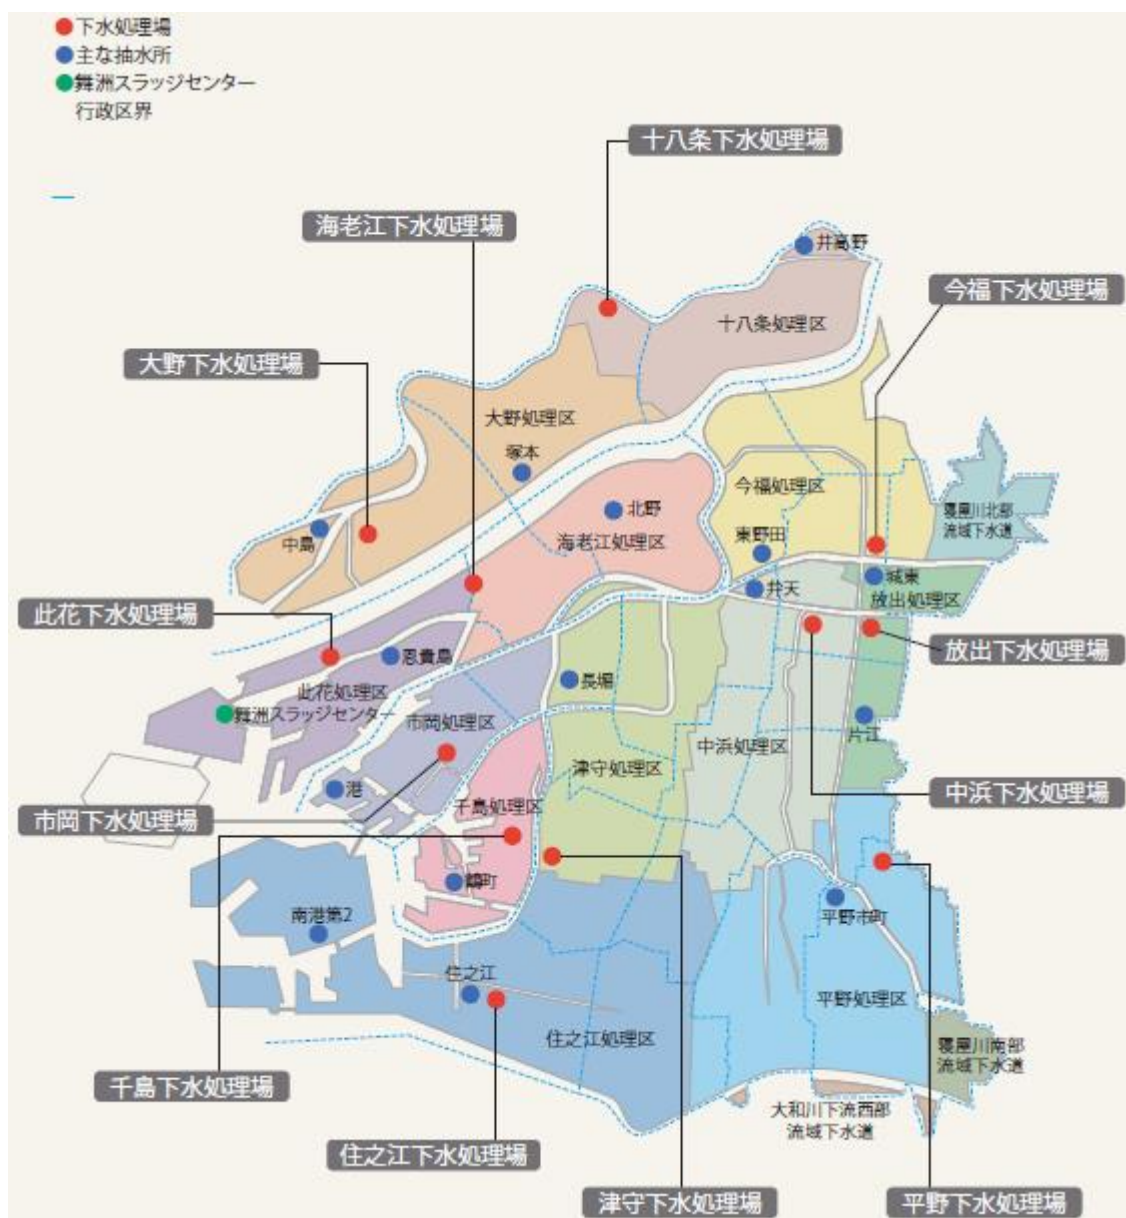 下水処理場
主な抽水所
舞洲スラッジセンター
行政区界
十八条下水処理場
海老江下水処理場
井高野
今福下水処理場
十八条処理区
大野下水処理場
大野処理区
塚本
今福処理区
北野
寝屋川北部
流域下水道
東野田
中島
海老江処理区
城東
弁天
放出処理区
此花下水処理場
放出下水処理場
恩貴島
長堀
此花処理区
舞洲スラッジセンター
市岡処理区
片江
中浜処理区
津守処理区
港
中浜下水処理場
千島処理区
市岡下水処理場
鶴町
南港第2
平野市町
住之江
平野処理区
住之江処理区
寝屋川南部
流域下水道
千島下水処理場
大和川下流西部
流域下水道
住之江下水処理場
津守下水処理場
平野下水処理場